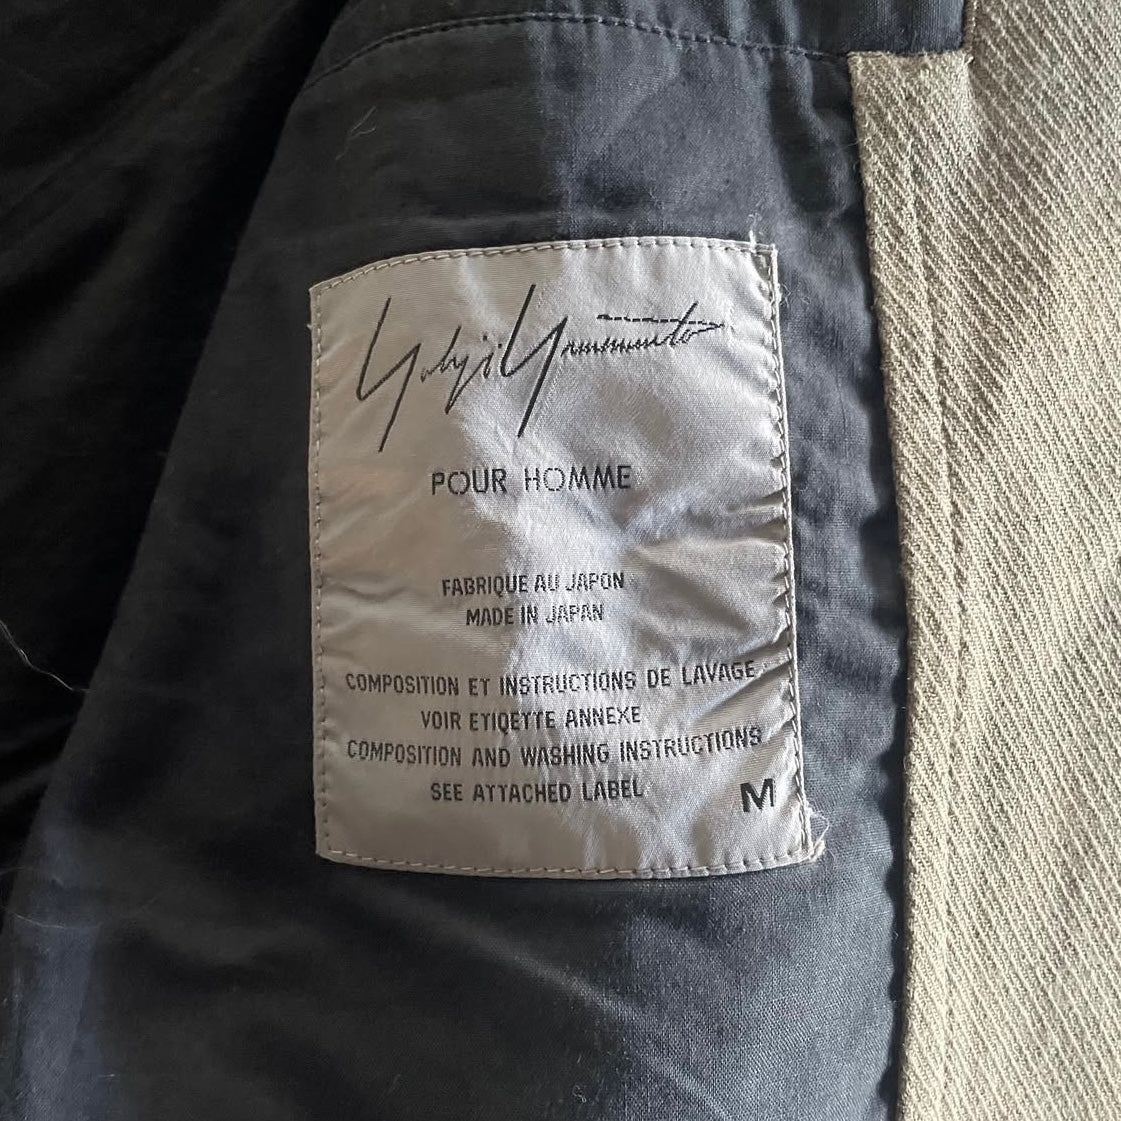 Yohji Yamamoto
POUR HOMME
FABRIQUE AU JAPON
MADE IN JAPAN
COMPOSITION ET INSTRUCTIONS DE LAVAGE
VOIR ETIQETTE ANNEXE
COMPOSITION AND WASHING INSTRUCTIONS
SEE ATTACHED LABEL
M